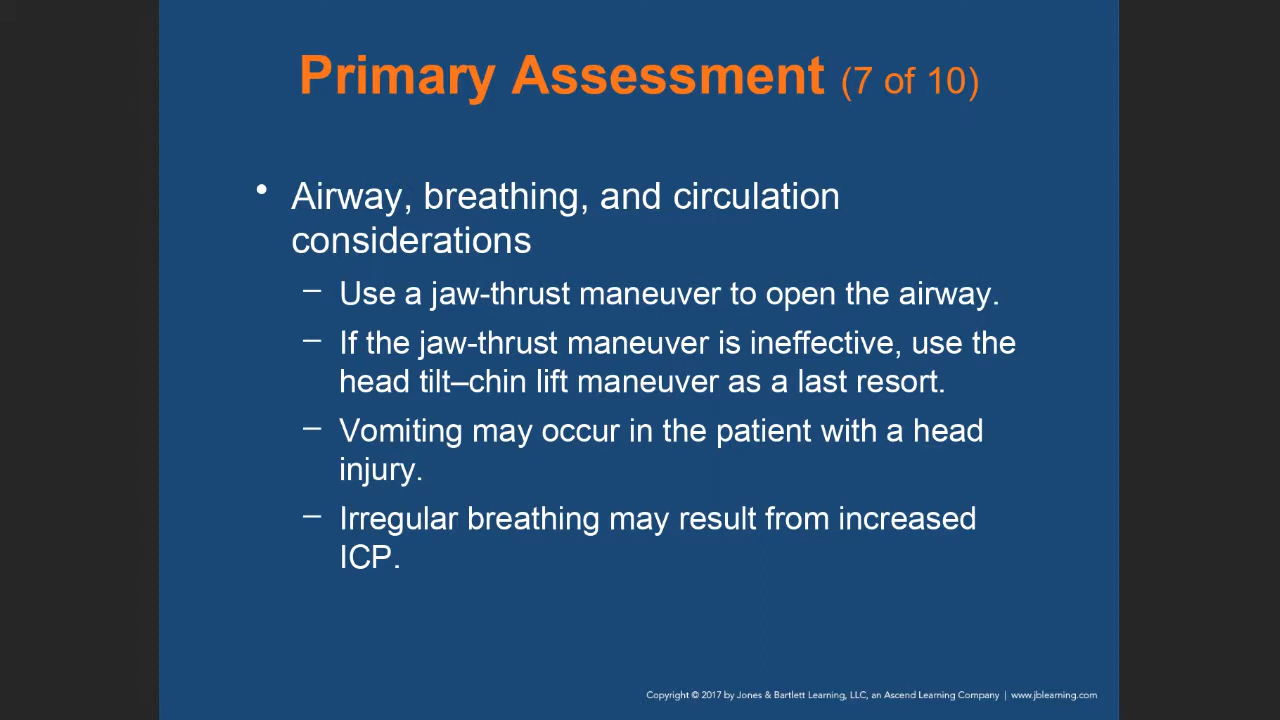 Primary Assessment (7 of 10)
• Airway, breathing, and circulation
considerations
– Use a jaw-thrust maneuver to open the airway.
– If the jaw-thrust maneuver is ineffective, use the
head tilt–chin lift maneuver as a last resort.
– Vomiting may occur in the patient with a head
injury.
– Irregular breathing may result from increased
ICP.
Copyright © 2017 by Jones & Bartlett Learning, LLC, an Ascend Learning Company | www.jblearning.com